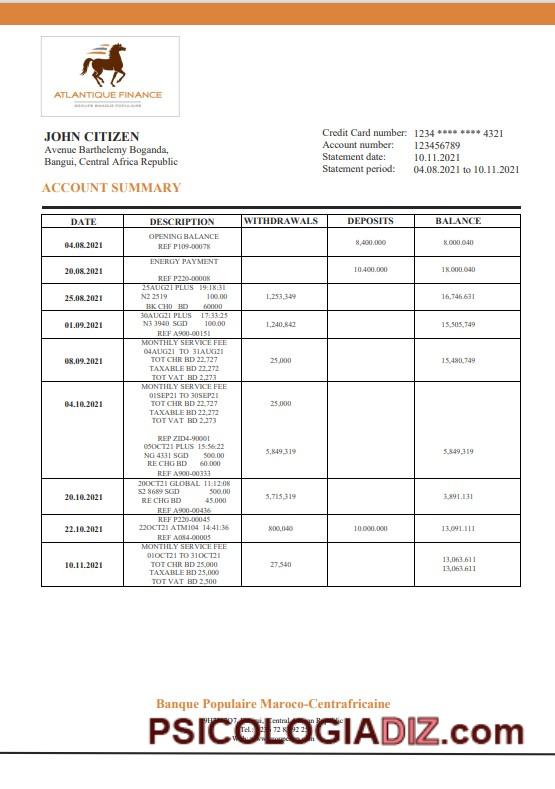 ATLANTIQUE FINANCE
GROUPE BANQUE POPULAIRE
JOHN CITIZEN
Avenue Barthelemy Boganda,
Bangui, Central Africa Republic
Credit Card number: 1234 **** **** 4321
Account number: 123456789
Statement date: 10.11.2021
Statement period: 04.08.2021 to 10.11.2021
ACCOUNT SUMMARY
DATE DESCRIPTION WITHDRAWALS DEPOSITS BALANCE
OPENING BALANCE
04.08.2021 REF P109-00078 8,400.000 8.000.040
ENERGY PAYMENT
20.08.2021 10.400.000 18.000.040
REF P220-00008
25AUG21 PLUS 19:18:31
25.08.2021 N2 2519 100.00 1,253,349 16,746.631
BK CH0 BD 60000
30AUG21 PLUS 17:33:25
01.09.2021 N3 3940 SGD 100.00 1,240,842 15,505,749
REF A900-00151
MONTHLY SERVICE FEE
04AUG21 TO 31AUG21
08.09.2021 TOT CHR BD 22,727 25,000 15,480,749
TAXABLE BD 22,272
TOT VAT BD 2,273
MONTHLY SERVICE FEE
01SEP21 TO 30SEP21
04.10.2021 TOT CHR BD 22,727 25,000
TAXABLE BD 22,272
TOT VAT BD 2,273
REP ZID4-90001
05OCT21 PLUS 15:56:22 5,849,319 5,849,319
NG 4331 SGD 500.00
RE CHG BD 60.000
REF A900-00333
20OCT21 GLOBAL 11:12:08
20.10.2021 S2 8689 SGD 500.00 5,715,319 3,891.131
RE CHG BD 45.000
REF A900-00436
REF P220-00045
22.10.2021 22OCT21 ATM104 14:41:36 800,040 10.000.000 13,091.111
REF A084-00005
MONTHLY SERVICE FEE
01OCT21 TO 31OCT21 13,063.611
10.11.2021 TOT CHR BD 25,000 27,540 13,063.611
TAXABLE BD 25,000
TOT VAT BD 2,500
Banque Populaire Maroco-Centrafricaine
PSICOLOGIADIZ.com